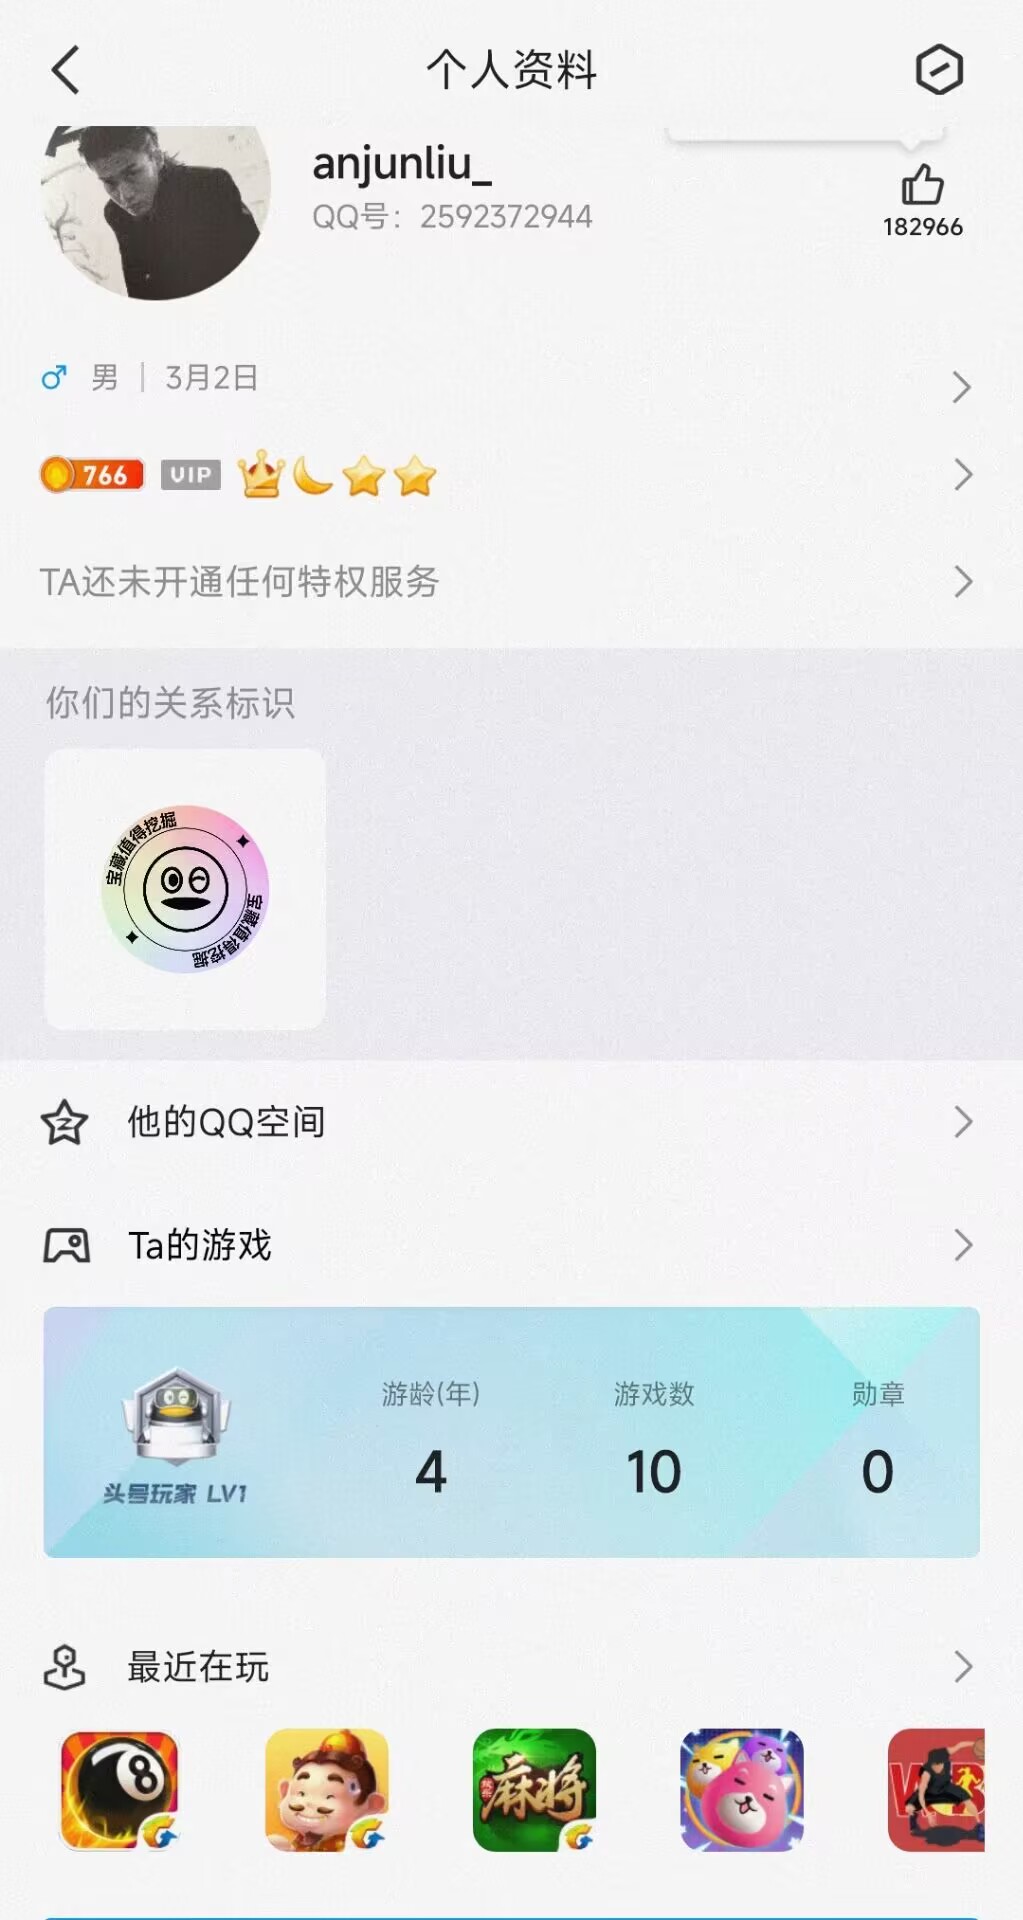 个人资料
anjunliu_
QQ号：2592372944
182966
男 | 3月2日
766 VIP
TA还未开通任何特权服务
你们的关系标识
宝藏值得挖掘
宝藏值得挖掘
他的QQ空间
Ta的游戏
游龄(年) 游戏数 勋章
4 10 0
头号玩家 LV1
最近在玩
8
欢乐麻将